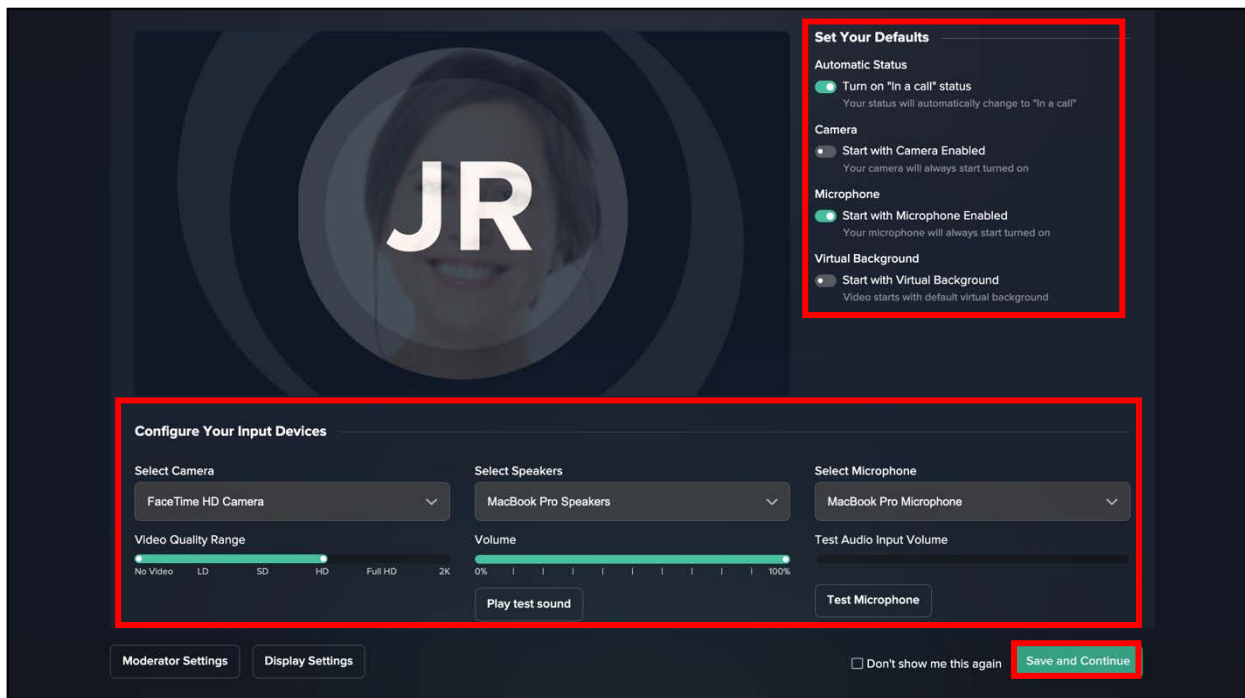 JR
Set Your Defaults
Automatic Status
Turn on "In a call" status
Your status will automatically change to "In a call"
Camera
Start with Camera Enabled
Your camera will always start turned on
Microphone
Start with Microphone Enabled
Your microphone will always start turned on
Virtual Background
Start with Virtual Background
Video starts with default virtual background
Configure Your Input Devices
Select Camera
FaceTime HD Camera
Video Quality Range
No Video LD SD HD Full HD 2K
Select Speakers
MacBook Pro Speakers
Volume
0% 100%
Play test sound
Select Microphone
MacBook Pro Microphone
Test Audio Input Volume
Test Microphone
Moderator Settings
Display Settings
Don't show me this again
Save and Continue